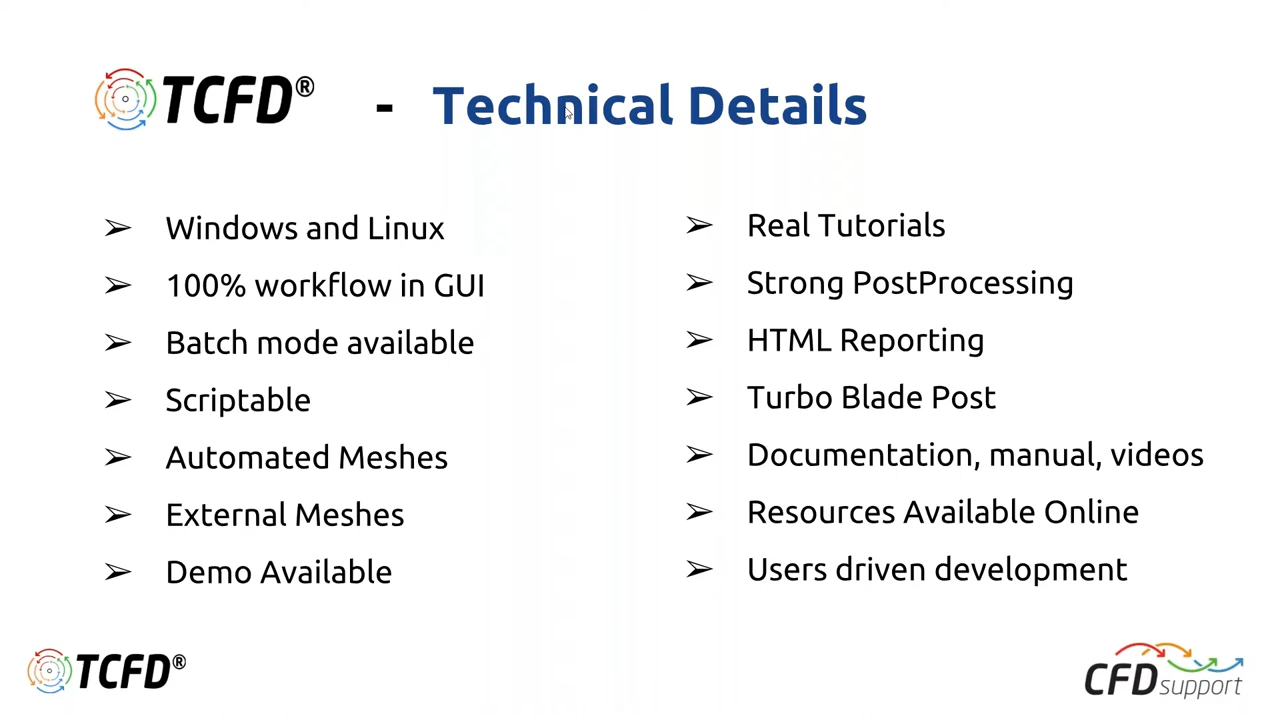 TCFD® - Technical Details
➢ Windows and Linux
➢ 100% workflow in GUI
➢ Batch mode available
➢ Scriptable
➢ Automated Meshes
➢ External Meshes
➢ Demo Available
➢ Real Tutorials
➢ Strong PostProcessing
➢ HTML Reporting
➢ Turbo Blade Post
➢ Documentation, manual, videos
➢ Resources Available Online
➢ Users driven development
TCFD®
CFD support